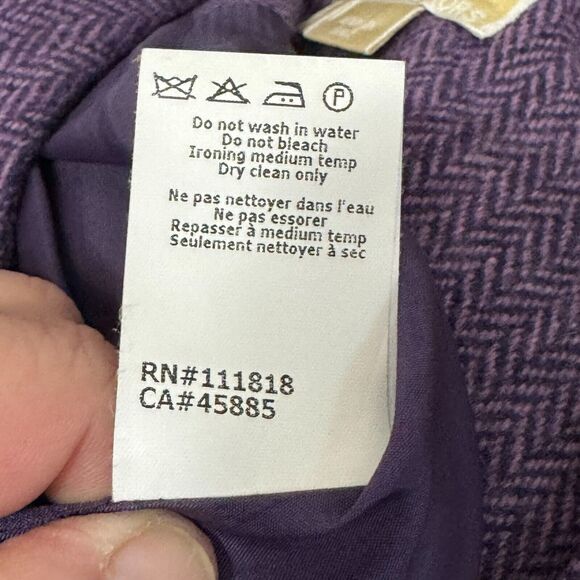 P
Do not wash in water
Do not bleach
Ironing medium temp
Dry clean only
Ne pas nettoyer dans l'eau
Ne pas essorer
Repasser à medium temp
Seulement nettoyer à sec
RN#111818
CA#45885